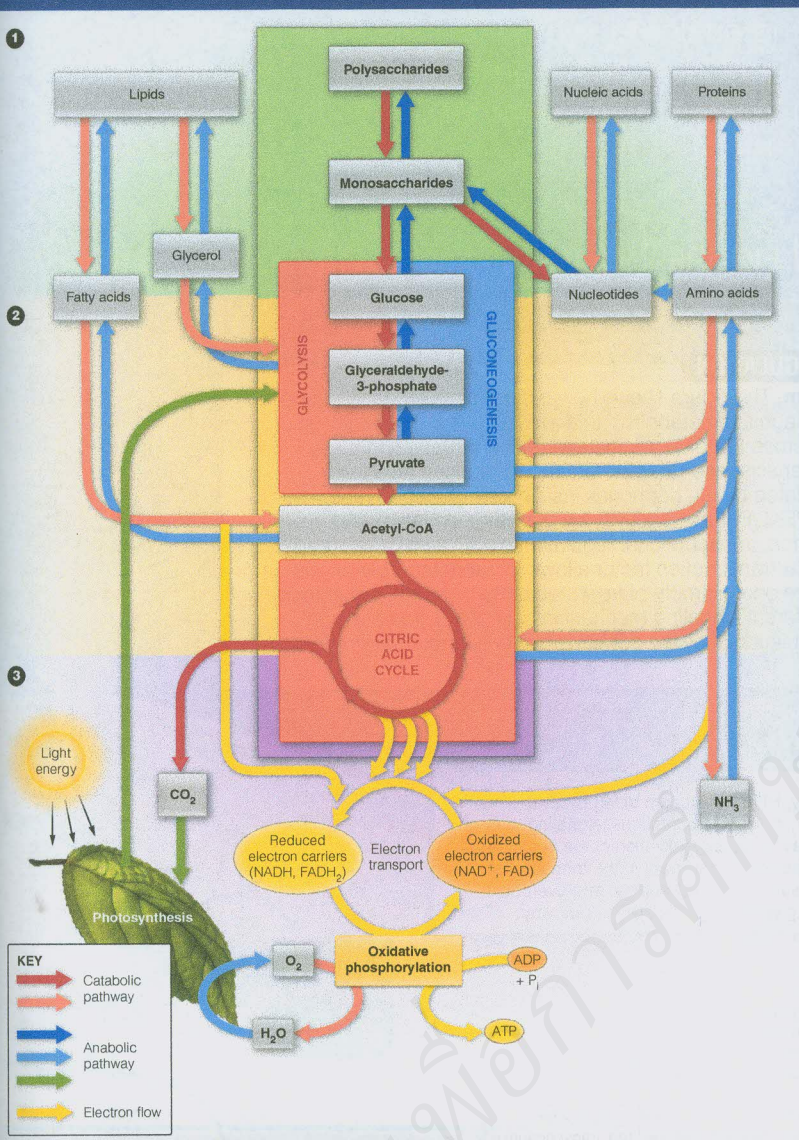 1
Polysaccharides
Lipids
Nucleic acids
Proteins
Monosaccharides
Glycerol
Fatty acids
Glucose
Nucleotides
Amino acids
2
GLYCOLYSIS
GLUCONEOGENESIS
Glyceraldehyde-
3-phosphate
Pyruvate
Acetyl-CoA
CITRIC
ACID
CYCLE
3
Light
energy
CO2
NH3
Reduced
electron carriers
(NADH, FADH2)
Electron
transport
Oxidized
electron carriers
(NAD+, FAD)
Photosynthesis
Oxidative
phosphorylation
O2
H2O
ADP
+ Pi
ATP
KEY
Catabolic
pathway
Anabolic
pathway
Electron flow